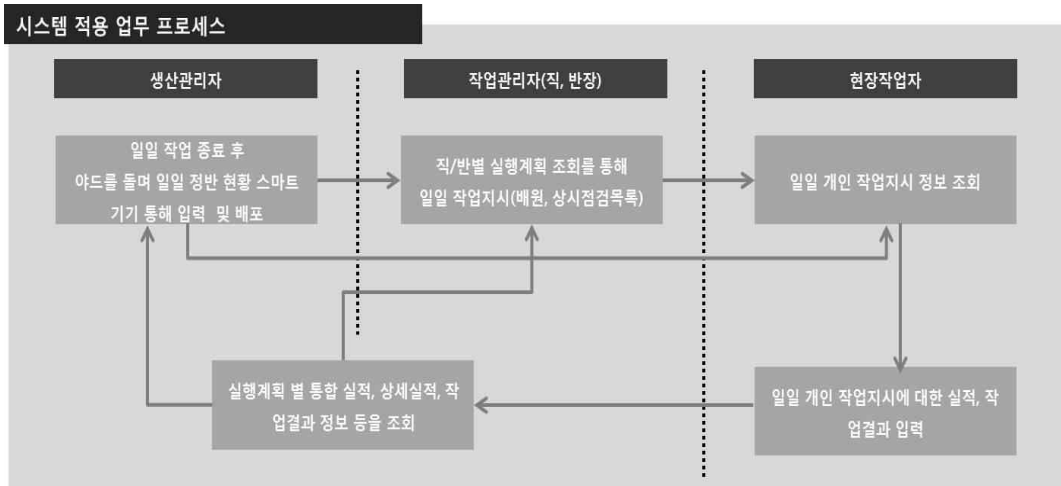 시스템 적용 업무 프로세스
생산관리자
작업관리자(직, 반장)
현장작업자
일일 작업 종료 후
야드를 돌며 일일 정반 현황 스마트
기기 통해 입력 및 배포
직/반별 실행계획 조회를 통해
일일 작업지시(배원, 상시점검목록)
일일 개인 작업지시 정보 조회
실행계획 별 통합 실적, 상세실적, 작
업결과 정보 등을 조회
일일 개인 작업지시에 대한 실적, 작
업결과 입력